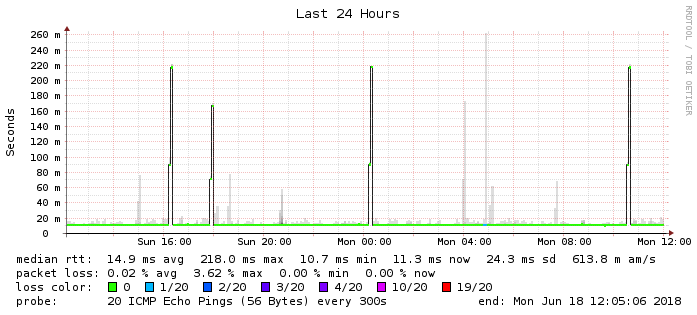 Last 24 Hours
RRDTOOL / TOBI OETIKER
Seconds
260 m
240 m
220 m
200 m
180 m
160 m
140 m
120 m
100 m
80 m
60 m
40 m
20 m
0
Sun 16:00 Sun 20:00 Mon 00:00 Mon 04:00 Mon 08:00 Mon 12:00
median rtt: 14.9 ms avg 218.0 ms max 10.7 ms min 11.3 ms now 24.3 ms sd 613.8 m am/s
packet loss: 0.02 % avg 3.62 % max 0.00 % min 0.00 % now
loss color: 0 1/20 2/20 3/20 4/20 10/20 19/20
probe: 20 ICMP Echo Pings (56 Bytes) every 300s end: Mon Jun 18 12:05:06 2018